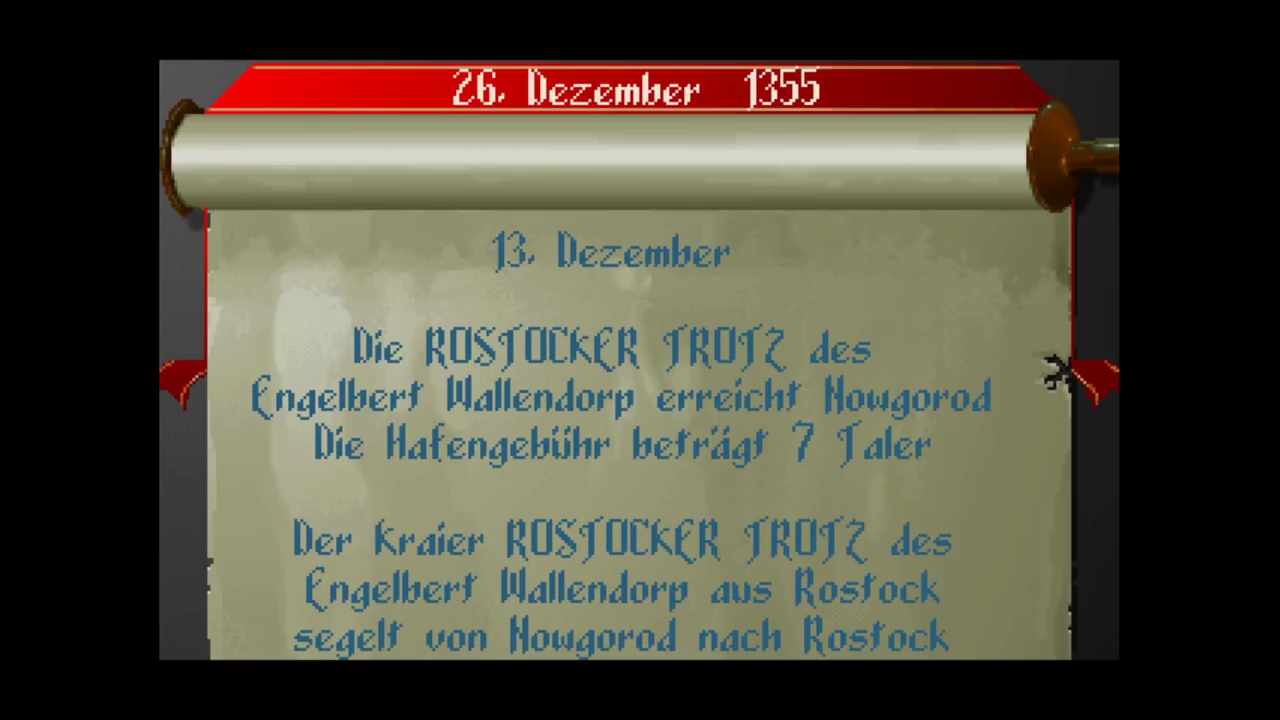 26. Dezember 1355
13. Dezember
Die ROSTOCKER TROTZ des
Engelbert Wallendorp erreicht Nowgorod
Die Hafengebühr beträgt 7 Taler
Der Kraier ROSTOCKER TROTZ des
Engelbert Wallendorp aus Rostock
segelt von Nowgorod nach Rostock